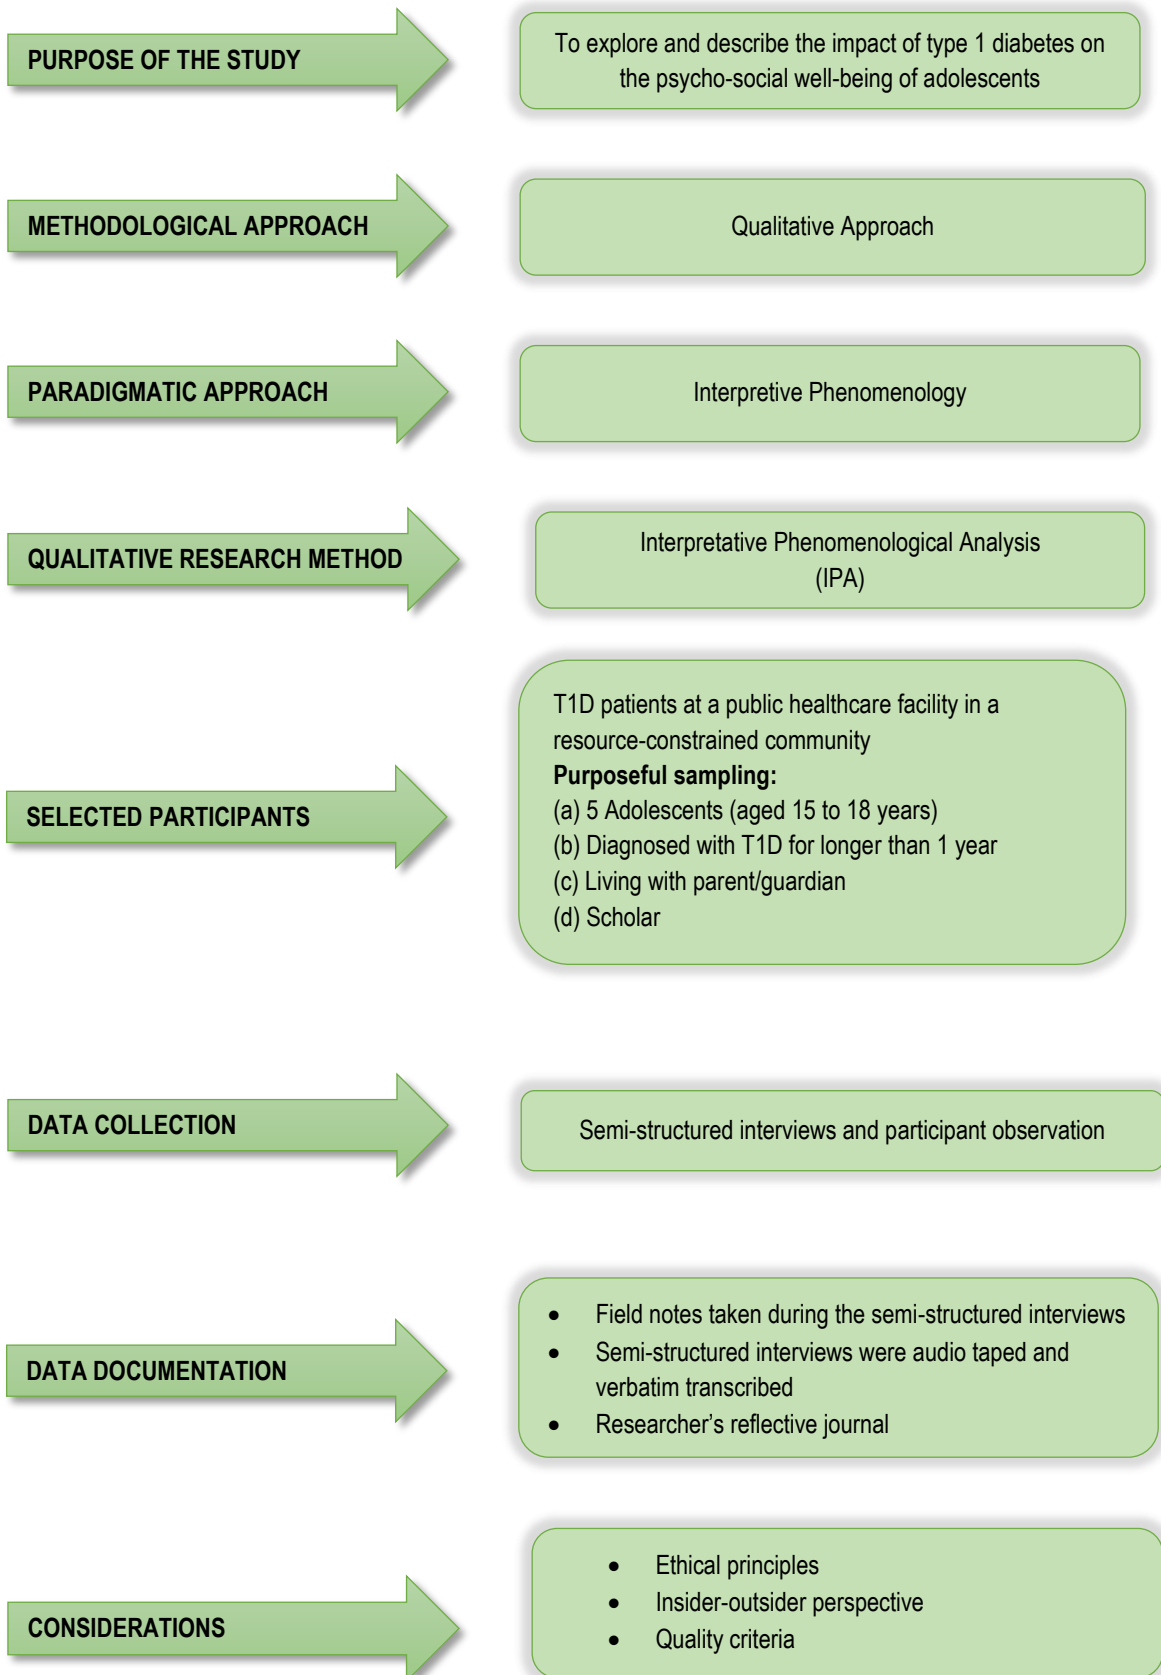 PURPOSE OF THE STUDY
To explore and describe the impact of type 1 diabetes on
the psycho-social well-being of adolescents
METHODOLOGICAL APPROACH
Qualitative Approach
PARADIGMATIC APPROACH
Interpretive Phenomenology
QUALITATIVE RESEARCH METHOD
Interpretative Phenomenological Analysis
(IPA)
SELECTED PARTICIPANTS
T1D patients at a public healthcare facility in a
resource-constrained community
Purposeful sampling:
(a) 5 Adolescents (aged 15 to 18 years)
(b) Diagnosed with T1D for longer than 1 year
(c) Living with parent/guardian
(d) Scholar
DATA COLLECTION
Semi-structured interviews and participant observation
DATA DOCUMENTATION
• Field notes taken during the semi-structured interviews
• Semi-structured interviews were audio taped and
verbatim transcribed
• Researcher’s reflective journal
CONSIDERATIONS
• Ethical principles
• Insider-outsider perspective
• Quality criteria